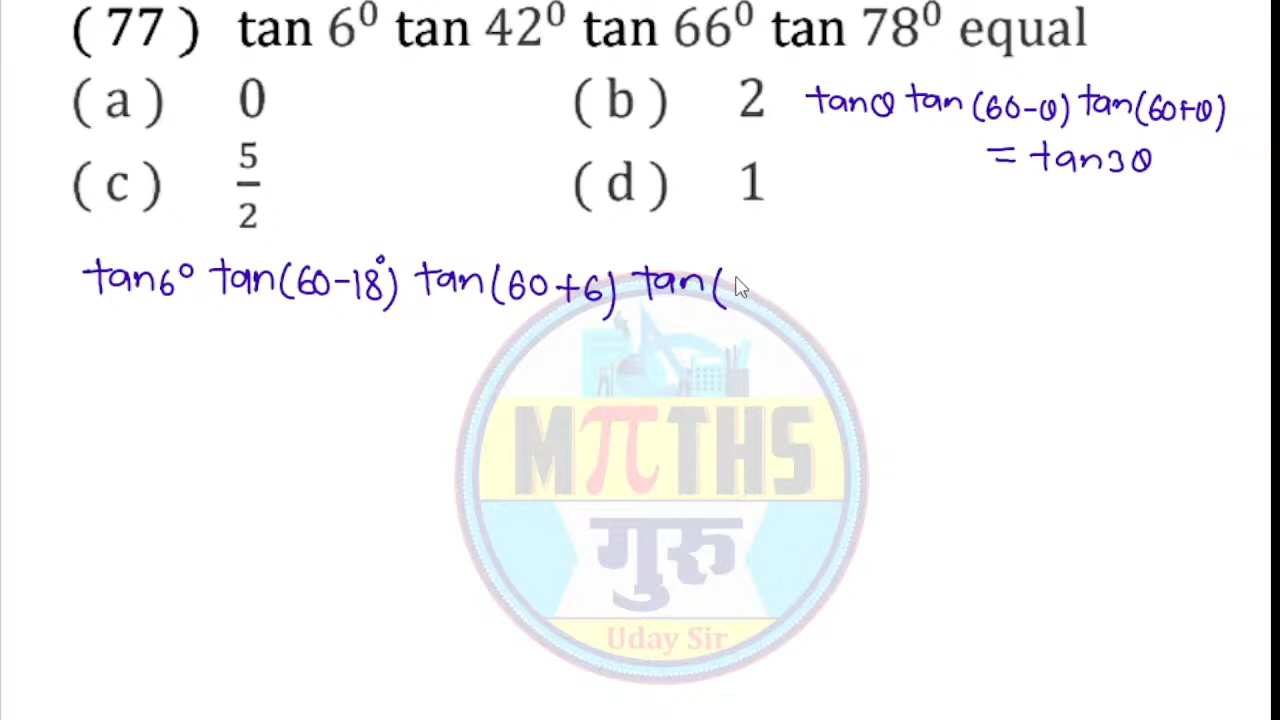 ( 77 ) tan 6⁰ tan 42⁰ tan 66⁰ tan 78⁰ equal
( a ) 0 ( b ) 2
tanθ tan(60-θ) tan(60+θ)
= tan3θ
( c ) 5/2 ( d ) 1
tan6° tan(60-18°) tan(60+6) tan(
MπTHS
गुरु
Uday Sir